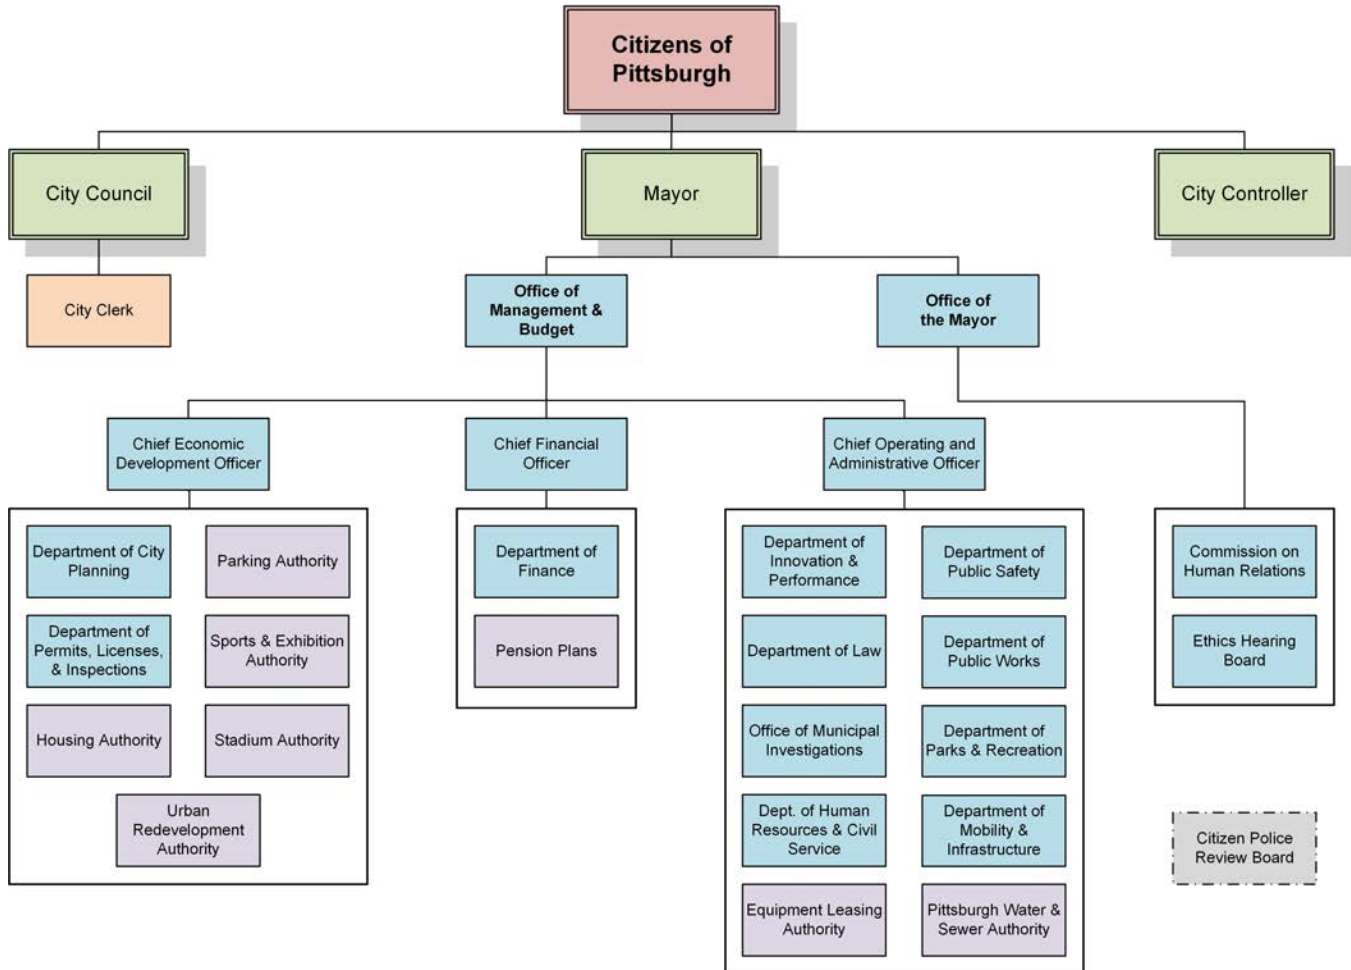 Citizens of
Pittsburgh
City Council
Mayor
City Controller
City Clerk
Office of
Management &
Budget
Office of
the Mayor
Chief Economic
Development Officer
Chief Financial
Officer
Chief Operating and
Administrative Officer
Department of City
Planning
Parking Authority
Department of
Permits, Licenses,
& Inspections
Sports & Exhibition
Authority
Housing Authority
Stadium Authority
Urban
Redevelopment
Authority
Department of
Finance
Pension Plans
Department of
Innovation &
Performance
Department of
Public Safety
Department of Law
Department of
Public Works
Office of Municipal
Investigations
Department of
Parks & Recreation
Dept. of Human
Resources & Civil
Service
Department of
Mobility &
Infrastructure
Equipment Leasing
Authority
Pittsburgh Water &
Sewer Authority
Commission on
Human Relations
Ethics Hearing
Board
Citizen Police
Review Board